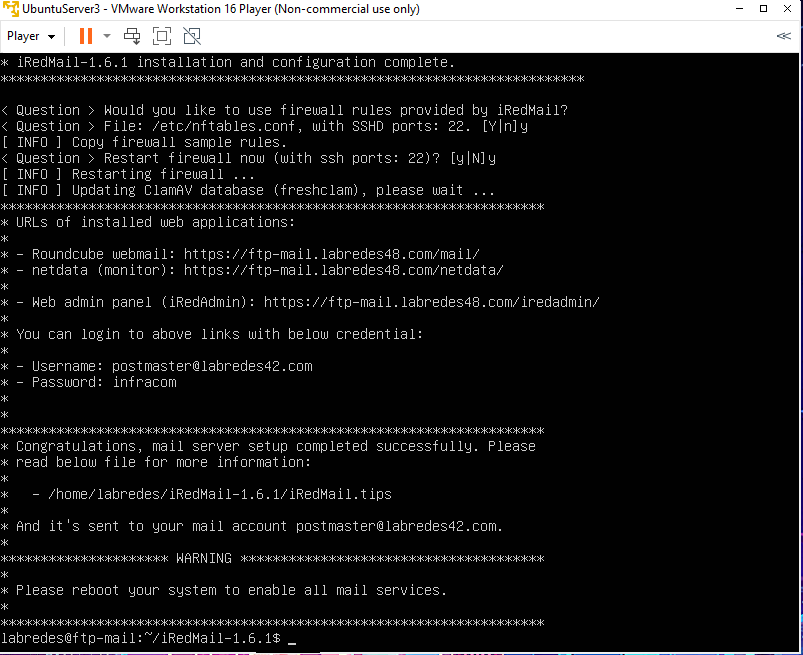 UbuntuServer3 - VMware Workstation 16 Player (Non-commercial use only)
Player
* iRedMail-1.6.1 installation and configuration complete.
*************************************************************************
< Question > Would you like to use firewall rules provided by iRedMail?
< Question > File: /etc/nftables.conf, with SSHD ports: 22. [Y|n]y
[ INFO ] Copy firewall sample rules.
< Question > Restart firewall now (with ssh ports: 22)? [y|N]y
[ INFO ] Restarting firewall ...
[ INFO ] Updating ClamAV database (freshclam), please wait ...
********************************************************************
* URLs of installed web applications:
*
* - Roundcube webmail: https://ftp-mail.labredes48.com/mail/
* - netdata (monitor): https://ftp-mail.labredes48.com/netdata/
*
* - Web admin panel (iRedAdmin): https://ftp-mail.labredes48.com/iredadmin/
*
* You can login to above links with below credential:
*
* - Username: postmaster@labredes42.com
* - Password: infracom
*
*
********************************************************************
* Congratulations, mail server setup completed successfully. Please
* read below file for more information:
*
*   - /home/labredes/iRedMail-1.6.1/iRedMail.tips
*
* And it's sent to your mail account postmaster@labredes42.com.
*
********************* WARNING **************************************
*
* Please reboot your system to enable all mail services.
*
********************************************************************
labredes@ftp-mail:~/iRedMail-1.6.1$ _